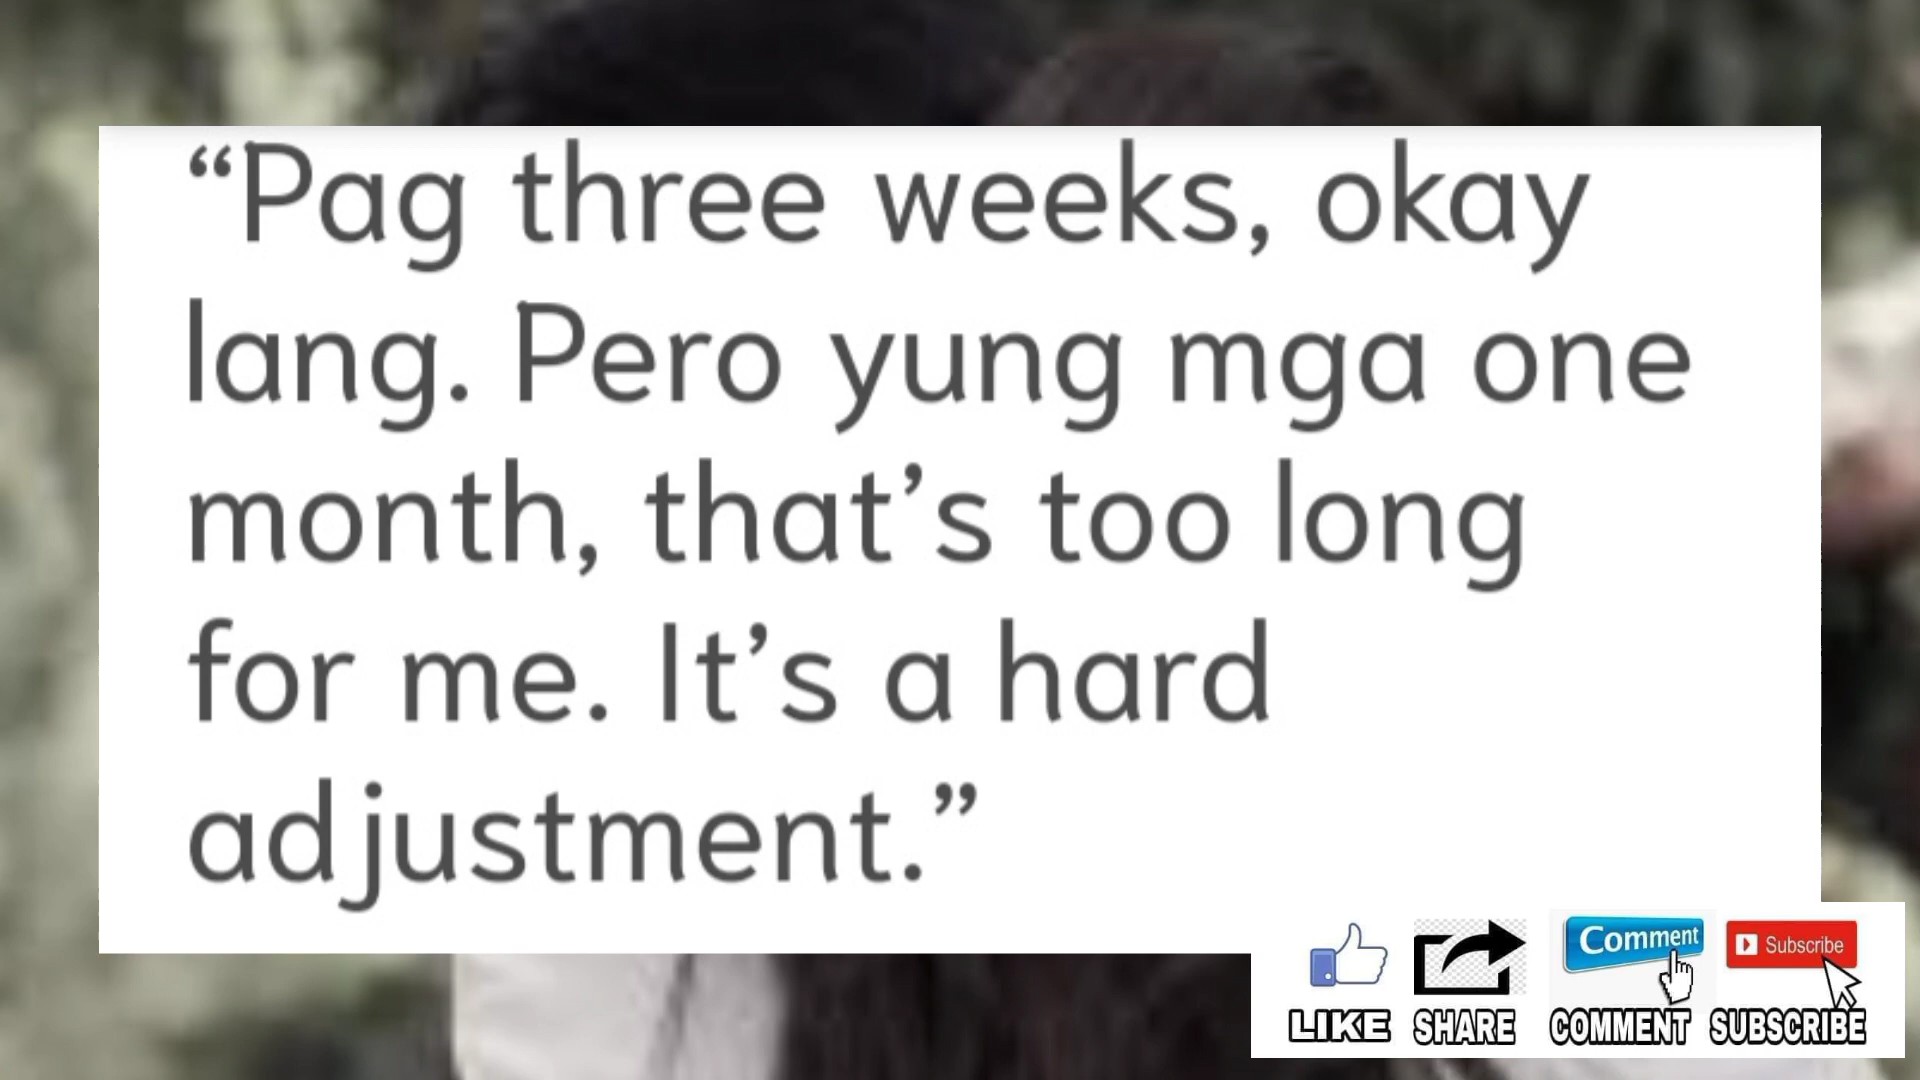 “Pag three weeks, okay
lang. Pero yung mga one
month, that’s too long
for me. It’s a hard
adjustment.”
Comment
Subscribe
LIKE SHARE COMMENT SUBSCRIBE